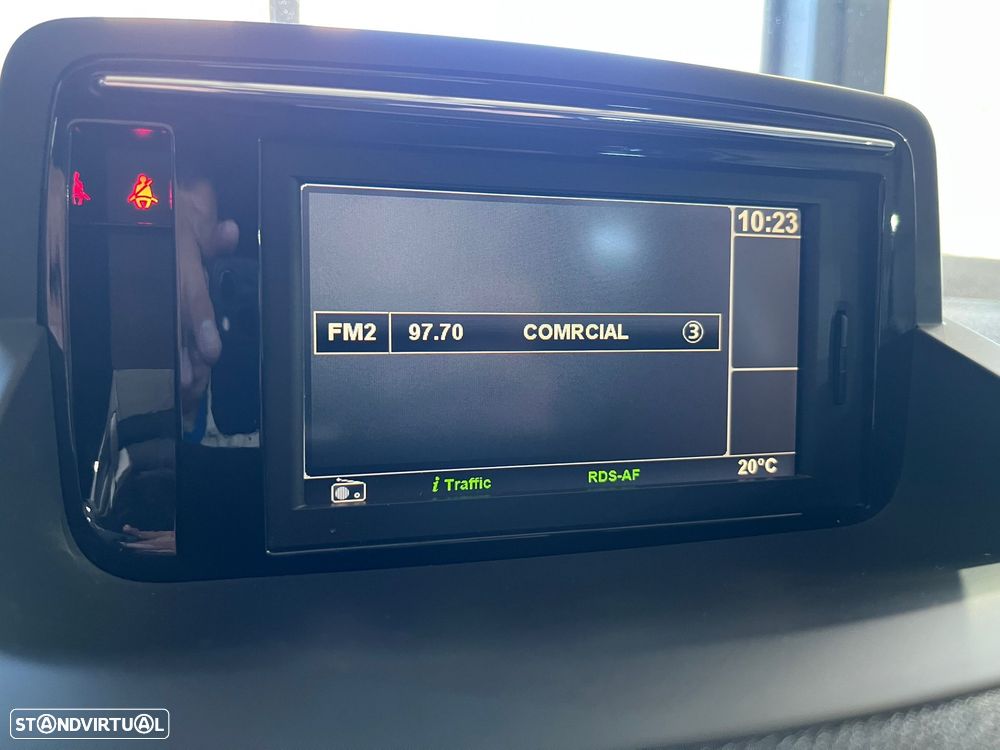 10:23
FM2 97.70 COMRCIAL ③
20°C
i Traffic RDS-AF
STANDVIRTUAL